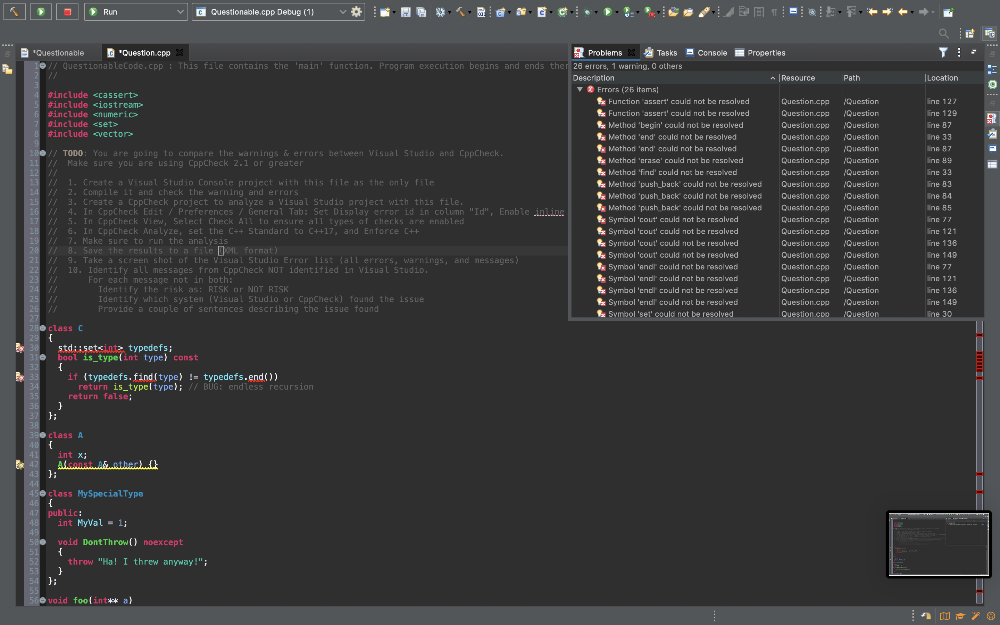 Run
Questionable.cpp Debug (1)
*Questionable
*Question.cpp
1 // QuestionableCode.cpp : This file contains the 'main' function. Program execution begins and ends ther
2 //
3
4 #include <cassert>
5 #include <iostream>
6 #include <numeric>
7 #include <set>
8 #include <vector>
9
10 // TODO: You are going to compare the warnings & errors between Visual Studio and CppCheck.
11 //  Make sure you are using CppCheck 2.1 or greater
12 //
13 //  1. Create a Visual Studio Console project with this file as the only file
14 //  2. Compile it and check the warning and errors
15 //  3. Create a CppCheck project to analyze a Visual Studio project with this file.
16 //  4. In CppCheck Edit / Preferences / General Tab: Set Display error id in column "Id", Enable inline
17 //  5. In CppCheck View, Select Check All to ensure all types of checks are enabled
18 //  6. In CppCheck Analyze, set the C++ Standard to C++17, and Enforce C++
19 //  7. Make sure to run the analysis
20 //  8. Save the results to a file (XML format)
21 //  9. Take a screen shot of the Visual Studio Error list (all errors, warnings, and messages)
22 //  10. Identify all messages from CppCheck NOT identified in Visual Studio.
23 //      For each message not in both:
24 //        Identify the risk as: RISK or NOT RISK
25 //        Identify which system (Visual Studio or CppCheck) found the issue
26 //        Provide a couple of sentences describing the issue found
27
28 class C
29 {
30   std::set<int> typedefs;
31   bool is_type(int type) const
32   {
33     if (typedefs.find(type) != typedefs.end())
34       return is_type(type); // BUG: endless recursion
35     return false;
36   }
37 };
38
39 class A
40 {
41   int x;
42   A(const A& other) {}
43 };
44
45 class MySpecialType
46 {
47 public:
48   int MyVal = 1;
49
50   void DontThrow() noexcept
51   {
52     throw "Ha! I threw anyway!";
53   }
54 };
55
56 void foo(int** a)
Problems
Tasks
Console
Properties
26 errors, 1 warning, 0 others
Description Resource Path Location
Errors (26 items)
Function 'assert' could not be resolved Question.cpp /Question line 127
Function 'assert' could not be resolved Question.cpp /Question line 129
Method 'begin' could not be resolved Question.cpp /Question line 87
Method 'end' could not be resolved Question.cpp /Question line 33
Method 'end' could not be resolved Question.cpp /Question line 87
Method 'erase' could not be resolved Question.cpp /Question line 89
Method 'find' could not be resolved Question.cpp /Question line 33
Method 'push_back' could not be resolved Question.cpp /Question line 83
Method 'push_back' could not be resolved Question.cpp /Question line 84
Method 'push_back' could not be resolved Question.cpp /Question line 85
Symbol 'cout' could not be resolved Question.cpp /Question line 77
Symbol 'cout' could not be resolved Question.cpp /Question line 121
Symbol 'cout' could not be resolved Question.cpp /Question line 136
Symbol 'cout' could not be resolved Question.cpp /Question line 149
Symbol 'endl' could not be resolved Question.cpp /Question line 77
Symbol 'endl' could not be resolved Question.cpp /Question line 121
Symbol 'endl' could not be resolved Question.cpp /Question line 136
Symbol 'endl' could not be resolved Question.cpp /Question line 149
Symbol 'set' could not be resolved Question.cpp /Question line 30